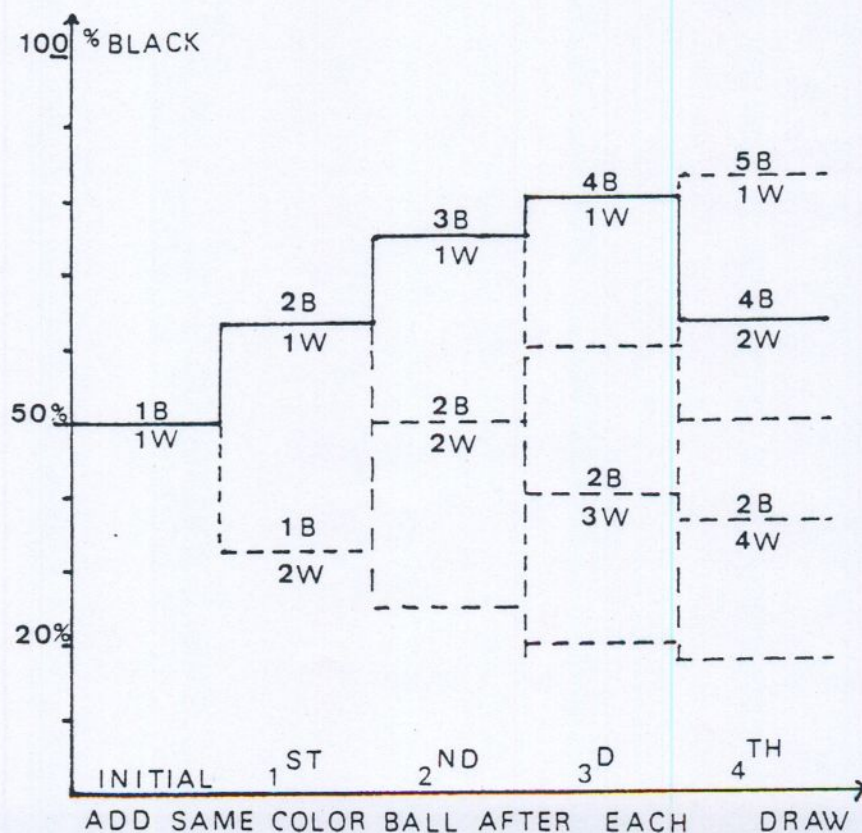 100 % BLACK
5B
1W
4B
1W
3B
1W
2B
1W
4B
2W
50%
1B
1W
2B
2W
2B
3W
2B
4W
1B
2W
20%
INITIAL 1ST 2ND 3D 4TH
ADD SAME COLOR BALL AFTER EACH DRAW